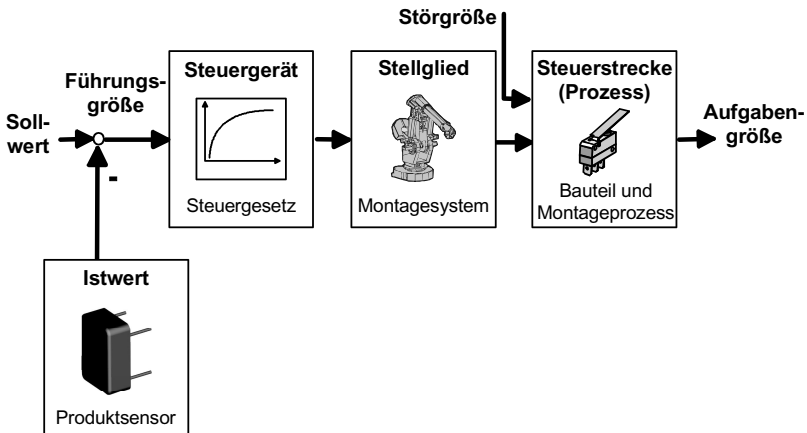 Störgröße
Führungs-
größe
Soll-
wert
-
Steuergerät
Steuergesetz
Stellglied
Montagesystem
Steuerstrecke
(Prozess)
Bauteil und
Montageprozess
Aufgaben-
größe
Istwert
Produktsensor